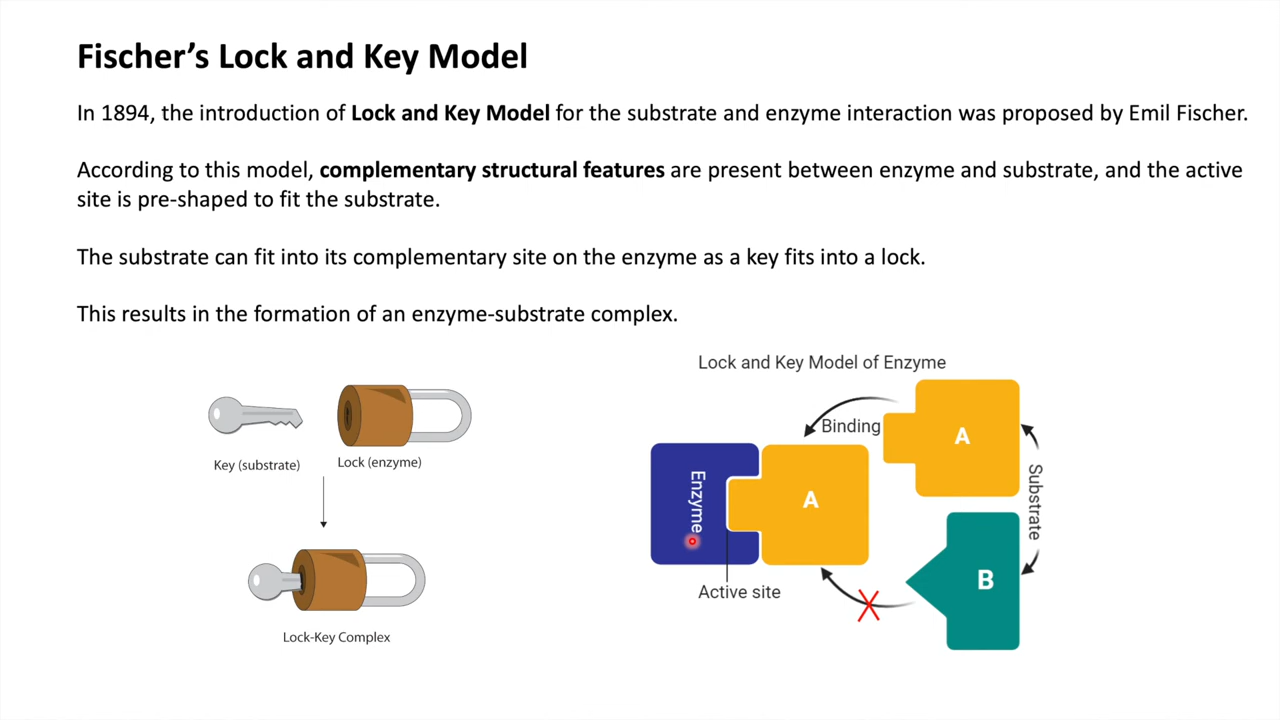 Fischer’s Lock and Key Model
In 1894, the introduction of Lock and Key Model for the substrate and enzyme interaction was proposed by Emil Fischer.
According to this model, complementary structural features are present between enzyme and substrate, and the active
site is pre-shaped to fit the substrate.
The substrate can fit into its complementary site on the enzyme as a key fits into a lock.
This results in the formation of an enzyme-substrate complex.
Key (substrate)
Lock (enzyme)
Lock-Key Complex
Lock and Key Model of Enzyme
Binding
A
Enzyme
A
Substrate
B
Active site